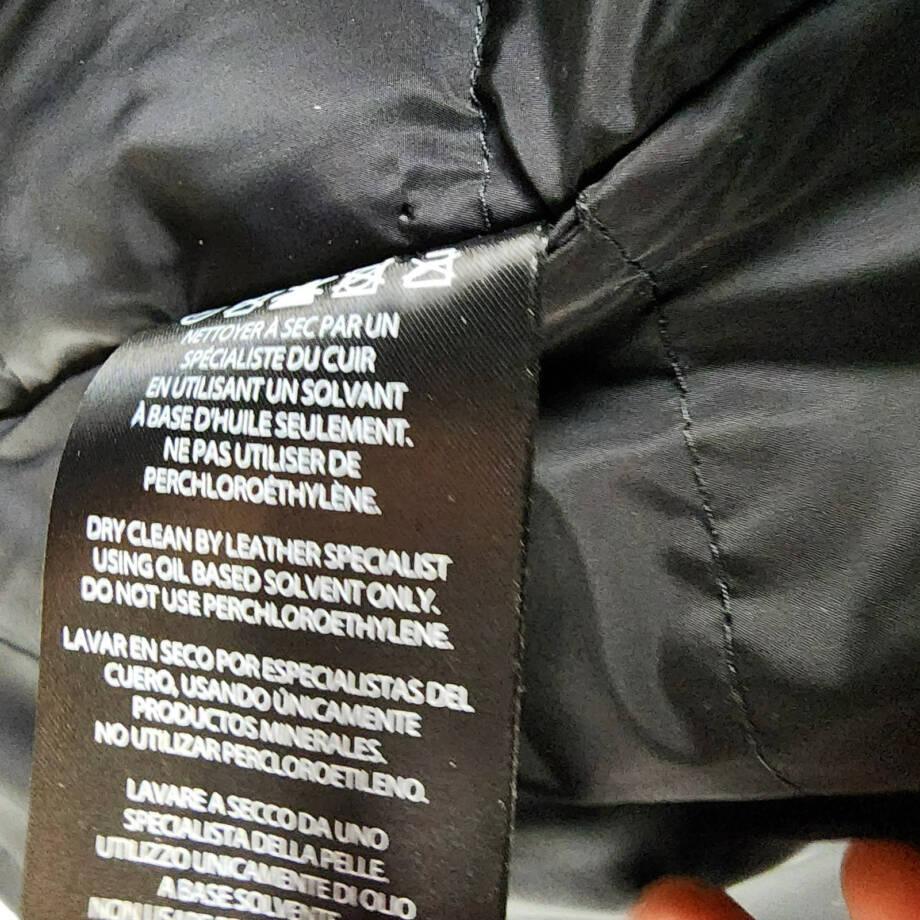 NETTOYER À SEC PAR UN
SPÉCIALISTE DU CUIR
EN UTILISANT UN SOLVANT
À BASE D'HUILE SEULEMENT.
NE PAS UTILISER DE
PERCHLOROÉTHYLÈNE.
DRY CLEAN BY LEATHER SPECIALIST
USING OIL BASED SOLVENT ONLY.
DO NOT USE PERCHLOROETHYLENE.
LAVAR EN SECO POR ESPECIALISTAS DEL
CUERO, USANDO ÚNICAMENTE
PRODUCTOS MINERALES.
NO UTILIZAR PERCLOROETILENO.
LAVARE A SECCO DA UNO
SPECIALISTA DELLA PELLE.
UTILIZZO UNICAMENTE DI OLIO
A BASE SOLVENTE
NON